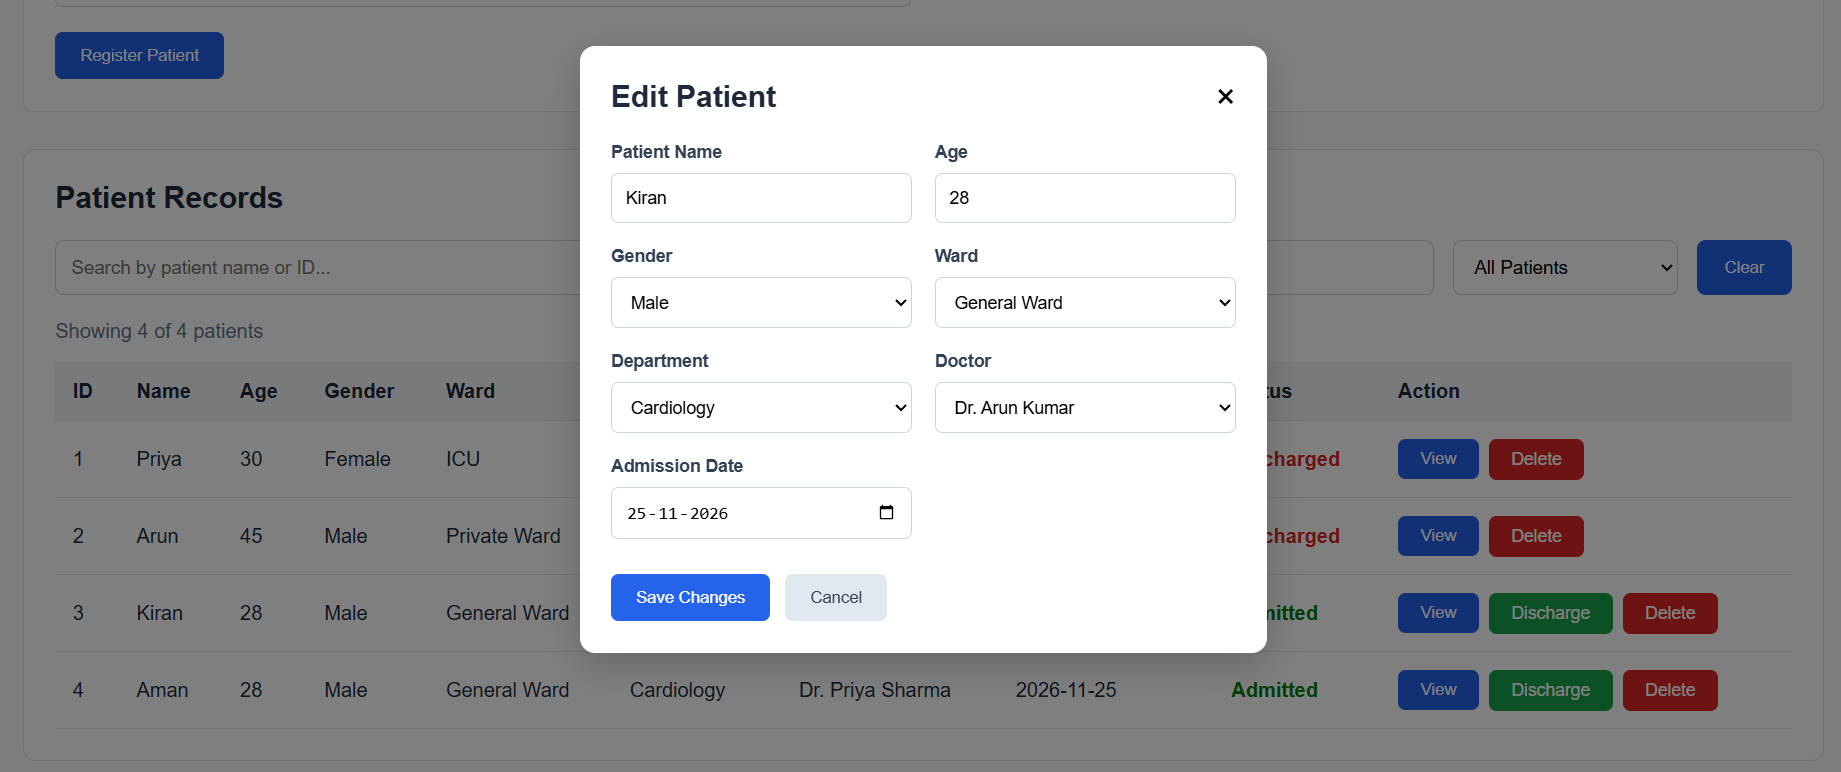 Register Patient
Edit Patient
Patient Name Age
Kiran 28
Gender Ward
Male General Ward
Department Doctor
Cardiology Dr. Arun Kumar
Admission Date
25-11-2026
Save Changes Cancel
Patient Records
Search by patient name or ID... All Patients Clear
Showing 4 of 4 patients
ID Name Age Gender Ward Action
1 Priya 30 Female ICU View Delete
2 Arun 45 Male Private Ward View Delete
3 Kiran 28 Male General Ward View Discharge Delete
4 Aman 28 Male General Ward Cardiology Dr. Priya Sharma 2026-11-25 Admitted View Discharge Delete